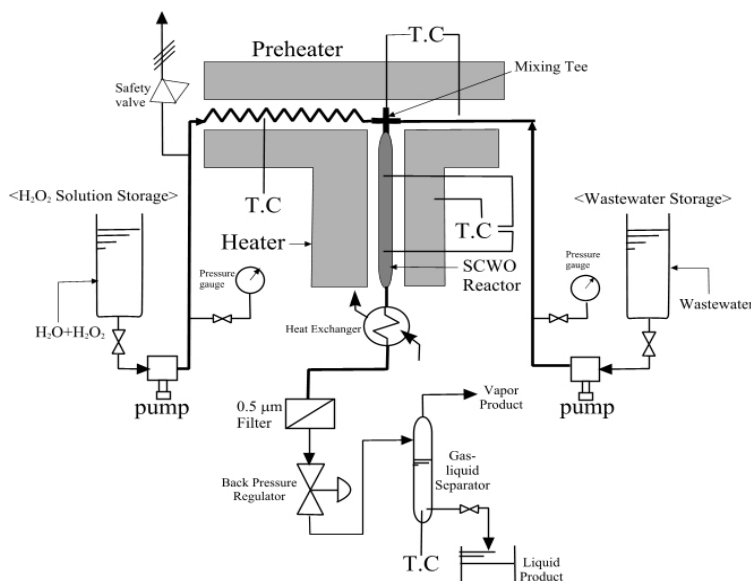 T.C
Preheater
Mixing Tee
Safety
valve
T.C
<H₂O₂ Solution Storage>
<Wastewater Storage>
T.C
Heater
SCWO
Reactor
Pressure
gauge
Pressure
gauge
H₂O+H₂O₂
Wastewater
Heat Exchanger
pump
pump
Vapor
Product
0.5 μm
Filter
Gas-
liquid
Separator
Back Pressure
Regulator
T.C
Liquid
Product